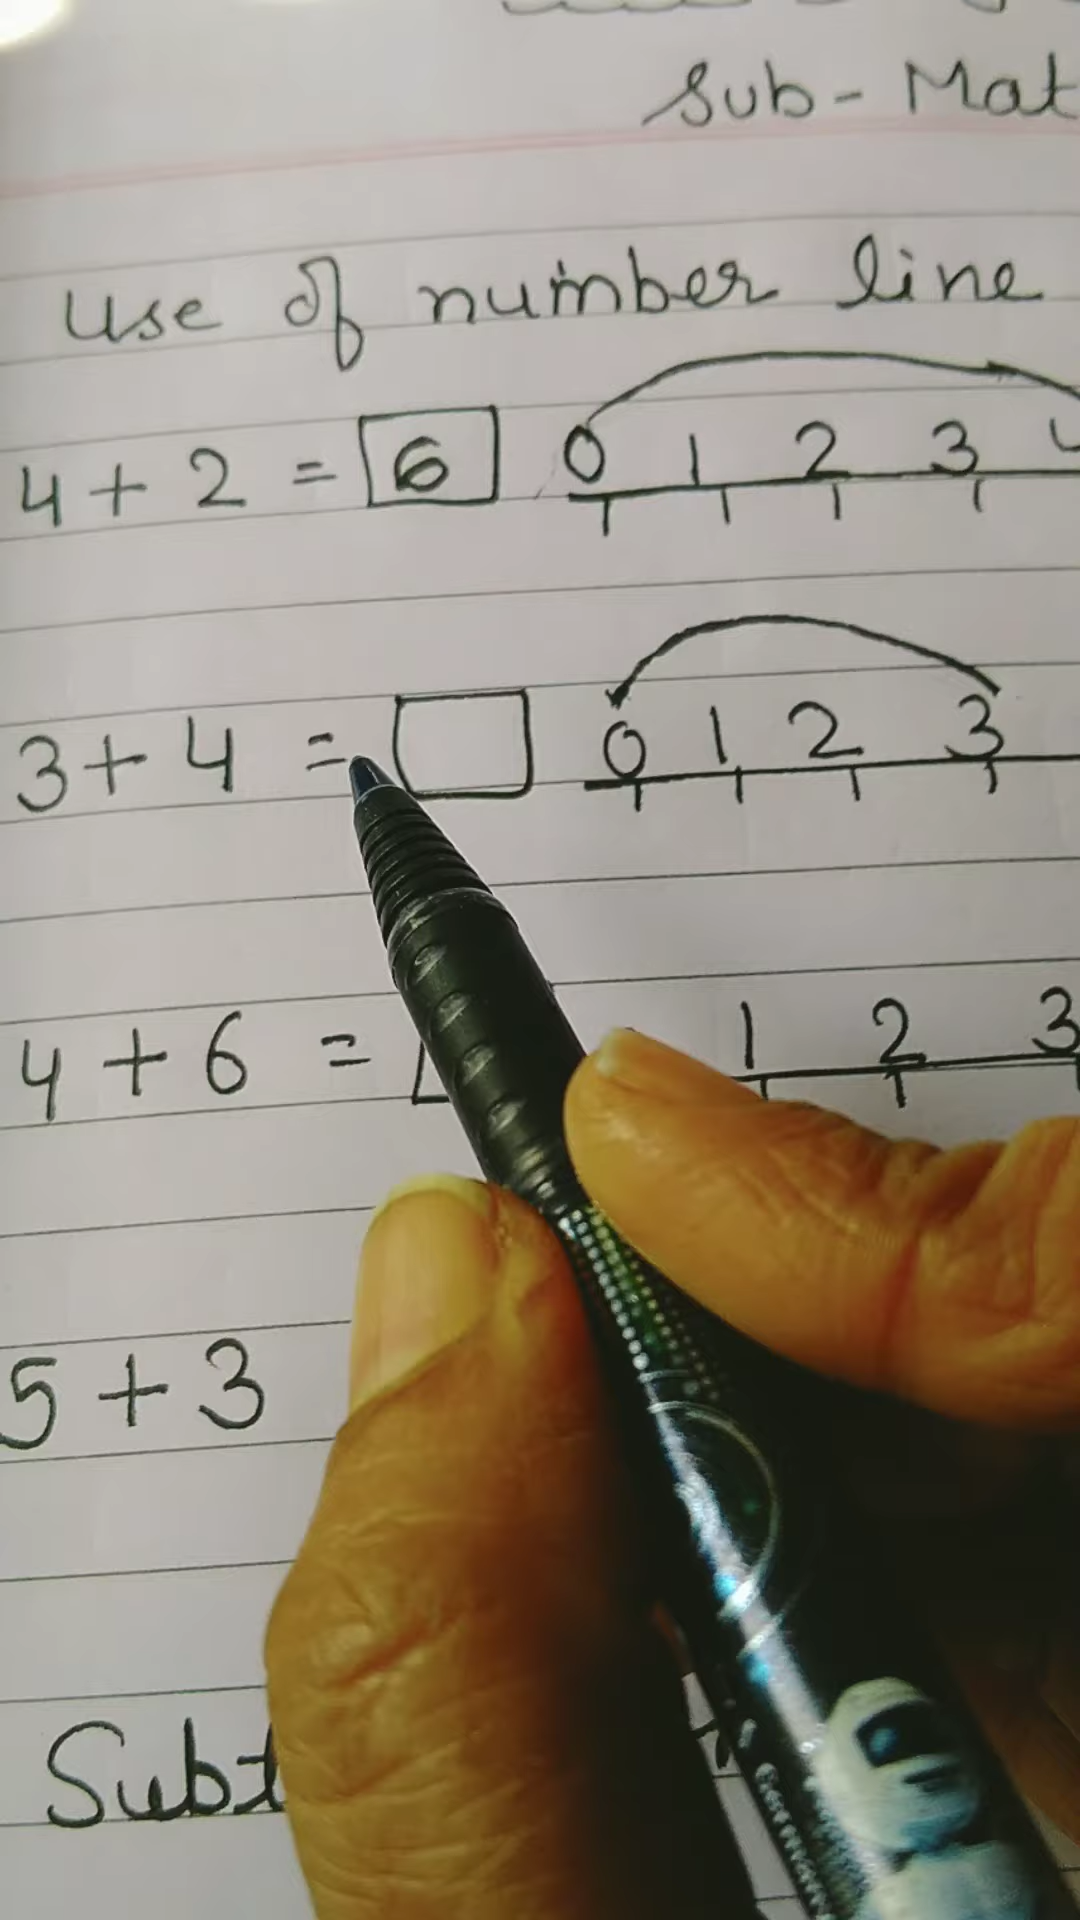 Sub - Mat
Use of number line
4 + 2 = 6 0 1 2 3
3 + 4 = 0 1 2 3
4 + 6 = 1 2 3
5 + 3
Subt